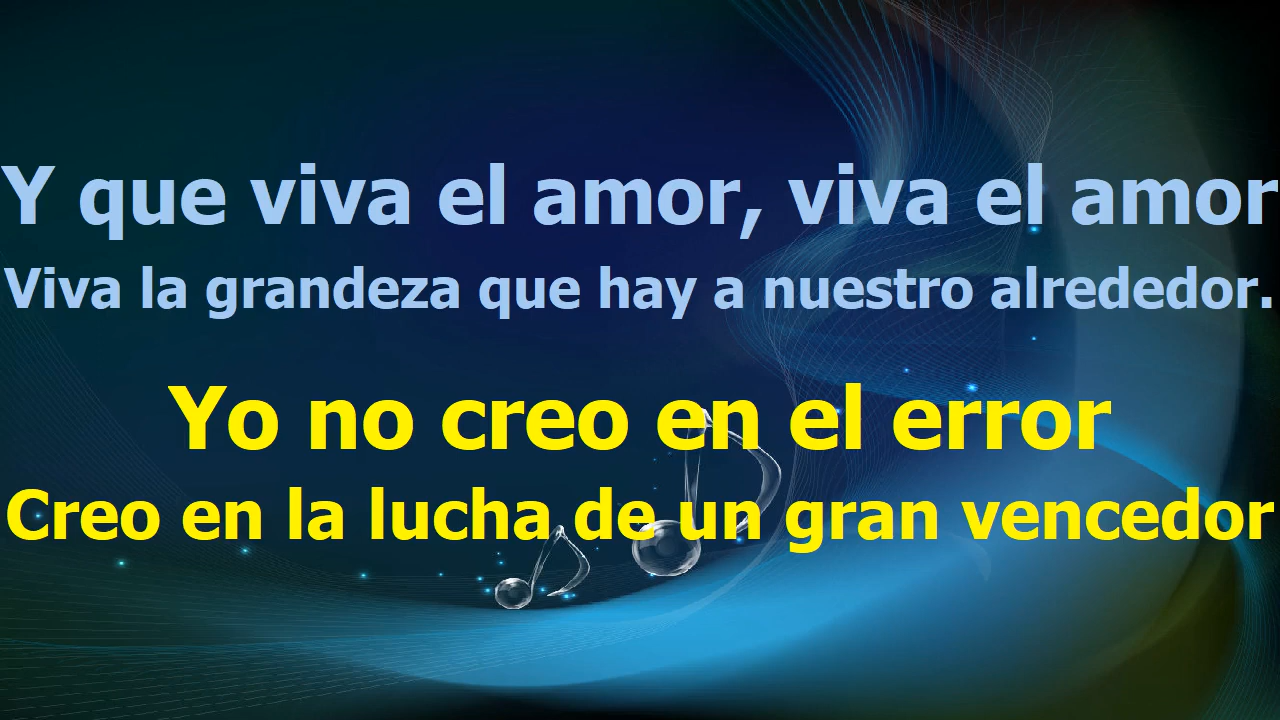 Y que viva el amor, viva el amor
Viva la grandeza que hay a nuestro alrededor.
Yo no creo en el error
Creo en la lucha de un gran vencedor